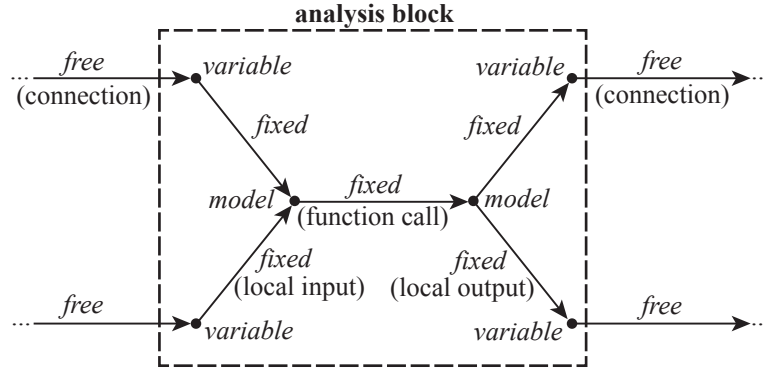 analysis block
... free variable variable free ...
(connection) (connection)
fixed fixed
model fixed model
(function call)
fixed fixed
(local input) (local output)
... free free ...
variable variable